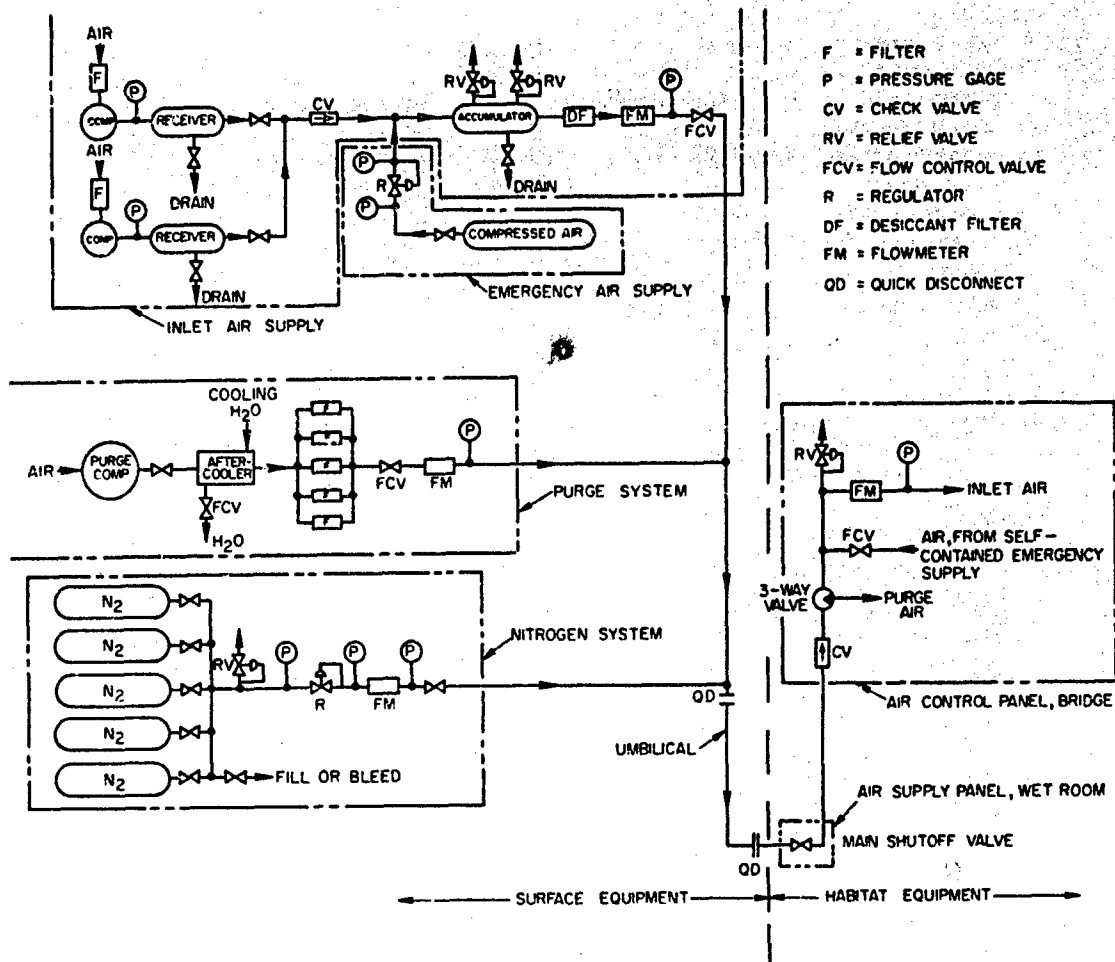 AIR
F
COMP
P
RECEIVER
DRAIN
AIR
F
COMP
P
RECEIVER
DRAIN
CV
RV
RV
ACCUMULATOR
DRAIN
DF
FM
P
FCV
P
R
P
COMPRESSED AIR
EMERGENCY AIR SUPPLY
INLET AIR SUPPLY
F = FILTER
P = PRESSURE GAGE
CV = CHECK VALVE
RV = RELIEF VALVE
FCV = FLOW CONTROL VALVE
R = REGULATOR
DF = DESICCANT FILTER
FM = FLOWMETER
QD = QUICK DISCONNECT
AIR
PURGE
COMP
COOLING
H2O
AFTER-
COOLER
FCV
H2O
F
F
F
F
F
FCV
FM
P
PURGE SYSTEM
N2
N2
N2
N2
N2
RV
P
R
P
FM
P
FILL OR BLEED
NITROGEN SYSTEM
QD
UMBILICAL
QD
RV
P
FM
INLET AIR
FCV
AIR, FROM SELF-
CONTAINED EMERGENCY
SUPPLY
3-WAY
VALVE
PURGE
AIR
CV
AIR CONTROL PANEL, BRIDGE
AIR SUPPLY PANEL, WET ROOM
MAIN SHUTOFF VALVE
SURFACE EQUIPMENT
HABITAT EQUIPMENT